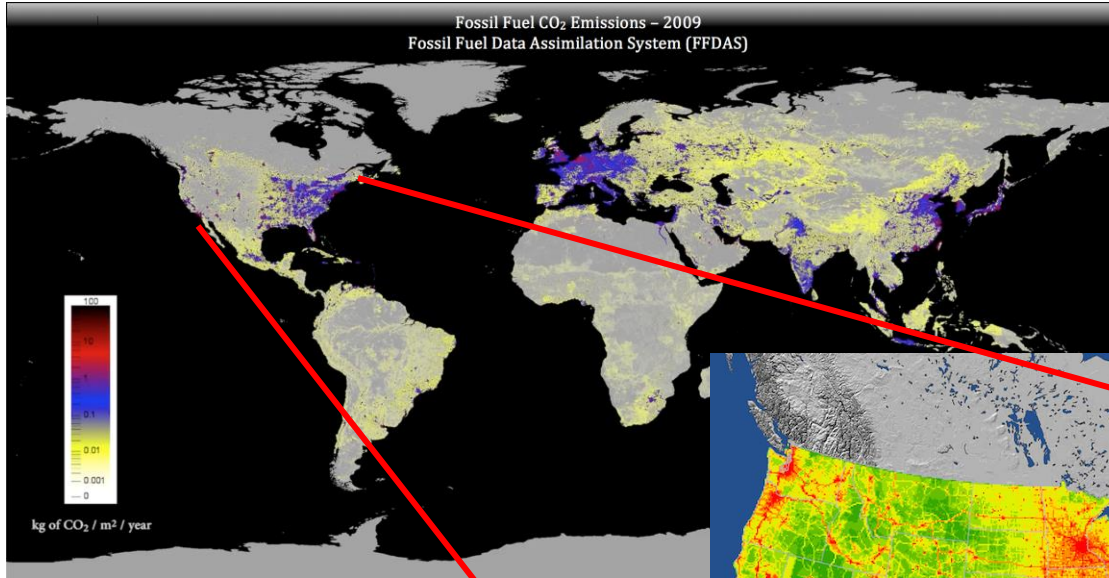 Fossil Fuel CO₂ Emissions – 2009
Fossil Fuel Data Assimilation System (FFDAS)
100
10
1
0.1
0.01
0.001
0
kg of CO₂ / m² / year